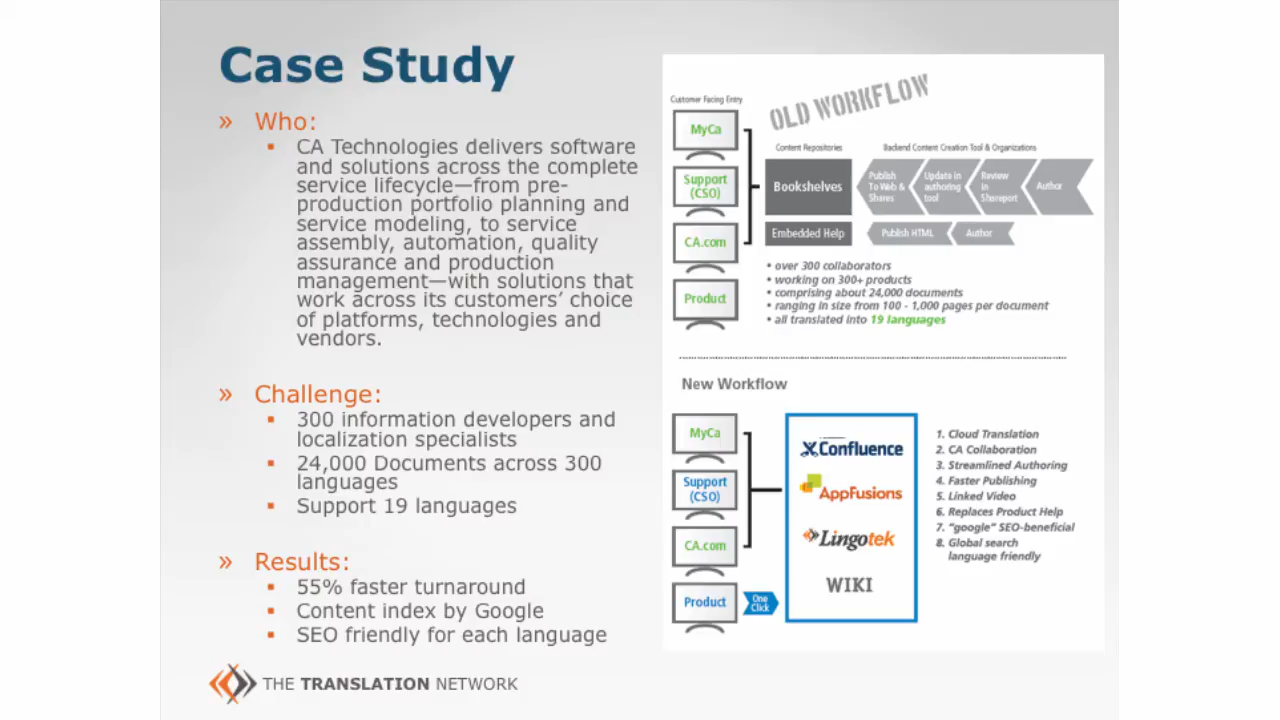 Case Study
» Who:
▪ CA Technologies delivers software
and solutions across the complete
service lifecycle—from pre-
production portfolio planning and
service modeling, to service
assembly, automation, quality
assurance and production
management—with solutions that
work across its customers’ choice
of platforms, technologies and
vendors.
» Challenge:
▪ 300 information developers and
localization specialists
▪ 24,000 Documents across 300
languages
▪ Support 19 languages
» Results:
▪ 55% faster turnaround
▪ Content index by Google
▪ SEO friendly for each language
THE TRANSLATION NETWORK
OLD WORKFLOW
Customer Facing Entry
MyCa
Support
(CSO)
CA.com
Product
Content Repositories
Bookshelves
Embedded Help
Backend Content Creation Tool & Organizations
Publish
To Web &
Shares
Update in
authoring
tool
Review
in
Shareport
Author
Publish HTML
Author
• over 300 collaborators
• working on 300+ products
• comprising about 24,000 documents
• ranging in size from 100 - 1,000 pages per document
• all translated into 19 languages
New Workflow
MyCa
Support
(CSO)
CA.com
Product
One
Click
Confluence
AppFusions
Lingotek
WIKI
1. Cloud Translation
2. CA Collaboration
3. Streamlined Authoring
4. Faster Publishing
5. Linked Video
6. Replaces Product Help
7. “google” SEO-beneficial
8. Global search
language friendly